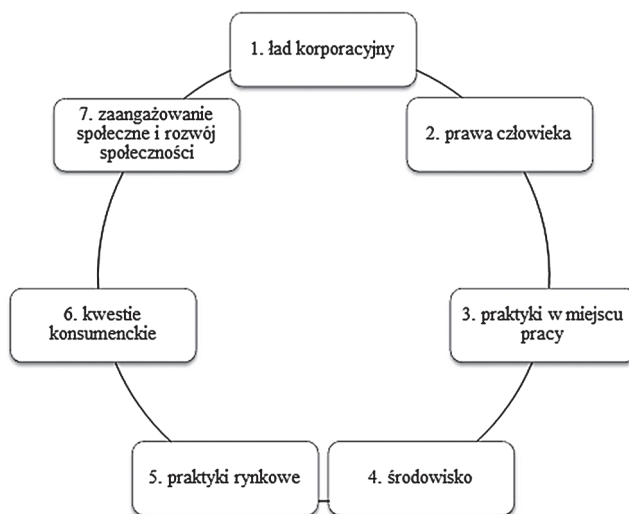 1. ład korporacyjny
2. prawa człowieka
3. praktyki w miejscu
pracy
4. środowisko
5. praktyki rynkowe
6. kwestie
konsumenckie
7. zaangażowanie
społeczne i rozwój
społeczności